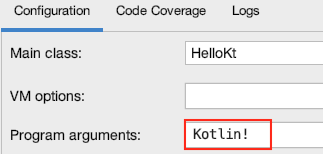 Configuration Code Coverage Logs
Main class: HelloKt
VM options:
Program arguments: Kotlin!